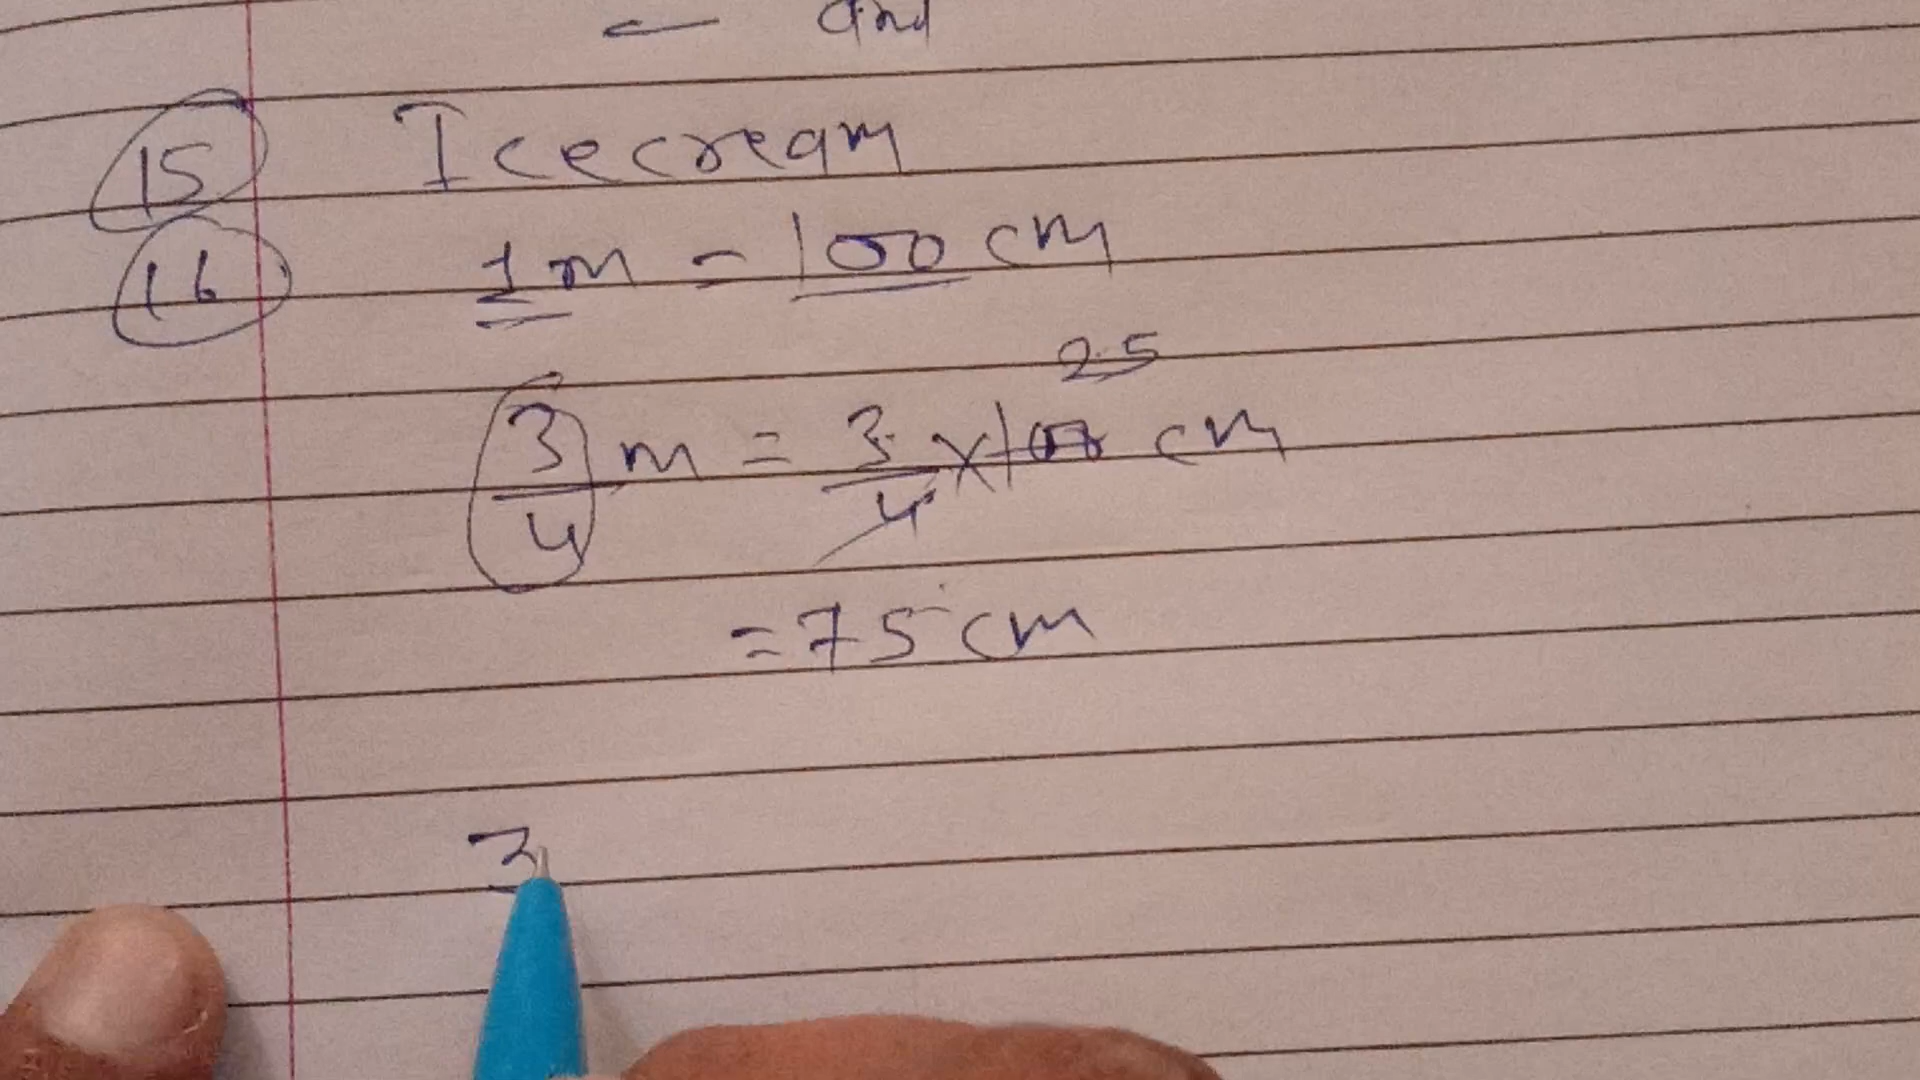 and
15 Icecream
16 1m = 100 cm
25
3/4 m = 3/4 × 100 cm
= 75 cm
3